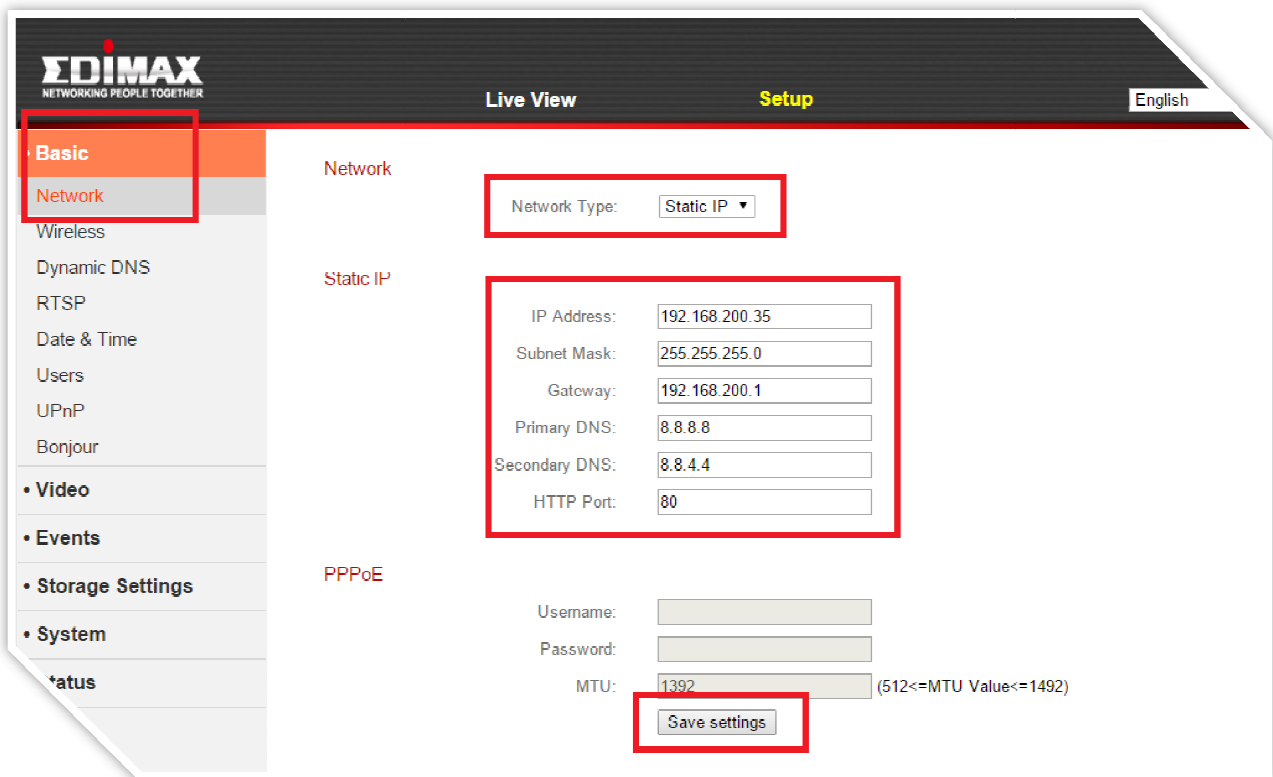 EDIMAX
NETWORKING PEOPLE TOGETHER
Live View
Setup
English
• Basic
Network
Wireless
Dynamic DNS
RTSP
Date & Time
Users
UPnP
Bonjour
• Video
• Events
• Storage Settings
• System
tatus
Network
Network Type: Static IP ▼
Static IP
IP Address: 192.168.200.35
Subnet Mask: 255.255.255.0
Gateway: 192.168.200.1
Primary DNS: 8.8.8.8
Secondary DNS: 8.8.4.4
HTTP Port: 80
PPPoE
Username:
Password:
MTU: 1392 (512<=MTU Value<=1492)
Save settings